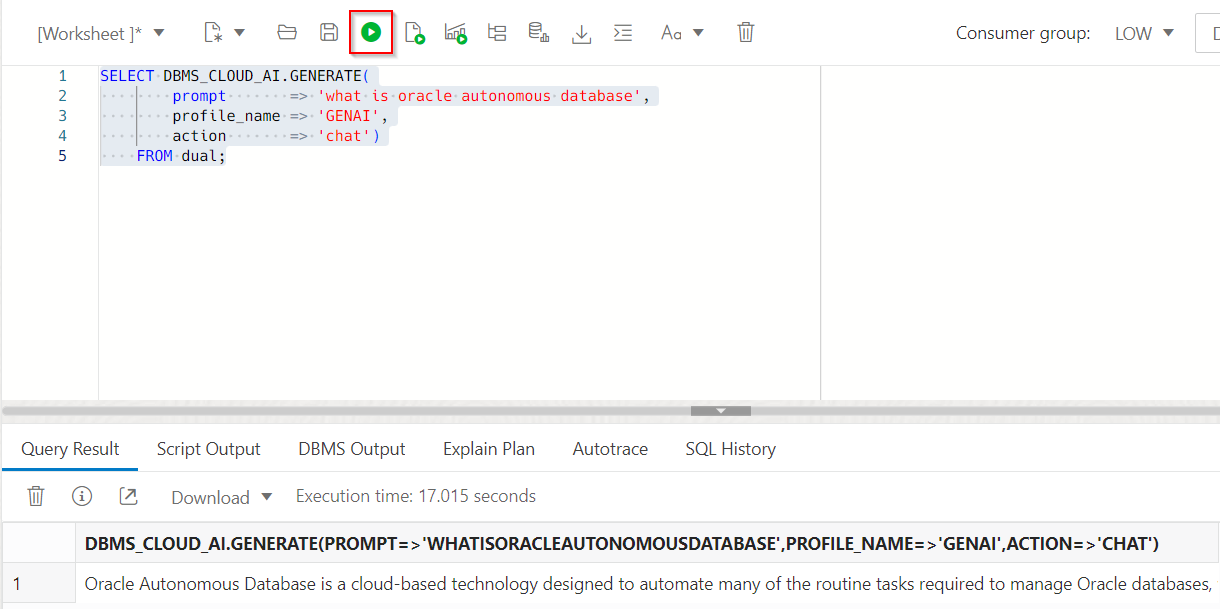 [Worksheet ]*
Aa
Consumer group: LOW
1 SELECT DBMS_CLOUD_AI.GENERATE(
2 prompt => 'what is oracle autonomous database',
3 profile_name => 'GENAI',
4 action => 'chat')
5 FROM dual;
Query Result Script Output DBMS Output Explain Plan Autotrace SQL History
Download Execution time: 17.015 seconds
DBMS_CLOUD_AI.GENERATE(PROMPT=>'WHATISORACLEAUTONOMOUSDATABASE',PROFILE_NAME=>'GENAI',ACTION=>'CHAT')
1 Oracle Autonomous Database is a cloud-based technology designed to automate many of the routine tasks required to manage Oracle databases,